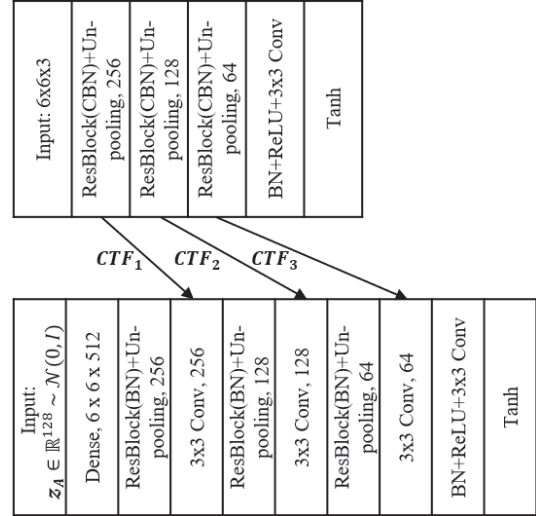 Input: 6x6x3
ResBlock(CBN)+Un-
pooling, 256
ResBlock(CBN)+Un-
pooling, 128
ResBlock(CBN)+Un-
pooling, 64
BN+ReLU+3x3 Conv
Tanh
CTF₁
CTF₂
CTF₃
Input:
z_A ∈ ℝ¹²⁸ ~ 𝒩(0, I)
Dense, 6 x 6 x 512
ResBlock(BN)+Un-
pooling, 256
3x3 Conv, 256
ResBlock(BN)+Un-
pooling, 128
3x3 Conv, 128
ResBlock(BN)+Un-
pooling, 64
3x3 Conv, 64
BN+ReLU+3x3 Conv
Tanh